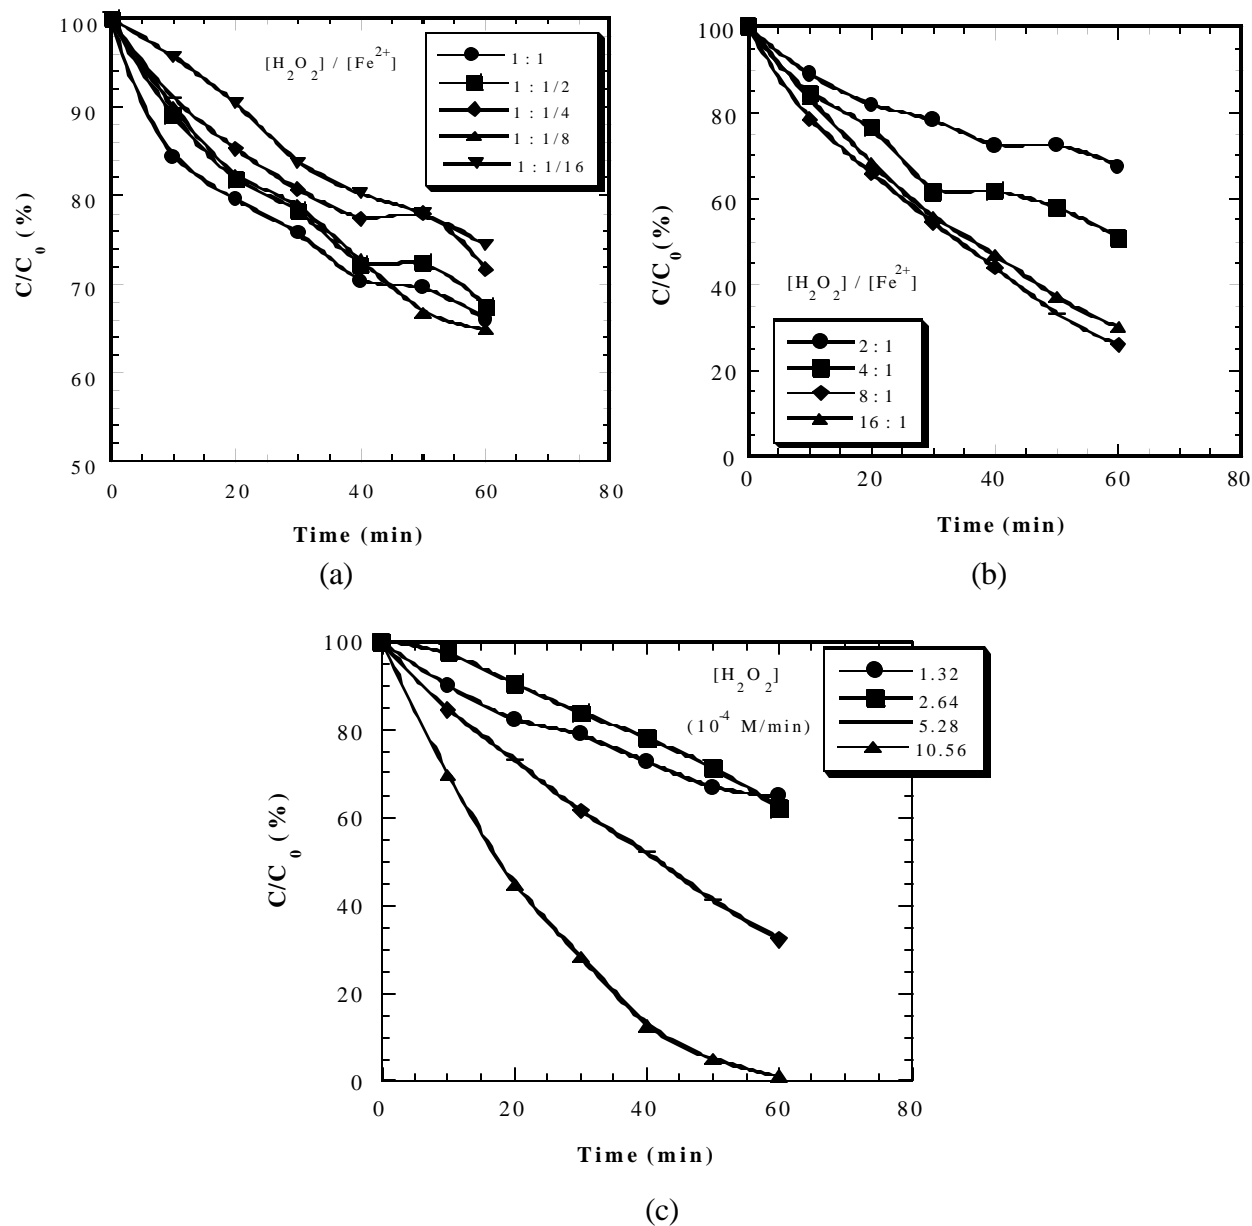 100
90
80
70
60
50
0
20
40
60
80
C/C0 (%)
Time (min)
[H2O2] / [Fe2+]
1 : 1
1 : 1/2
1 : 1/4
1 : 1/8
1 : 1/16
(a)
100
80
60
40
20
0
0
20
40
60
80
C/C0(%)
Time (min)
[H2O2] / [Fe2+]
2 : 1
4 : 1
8 : 1
16 : 1
(b)
100
80
60
40
20
0
0
20
40
60
80
C/C0 (%)
Time (min)
[H2O2]
(10-4 M/min)
1.32
2.64
5.28
10.56
(c)